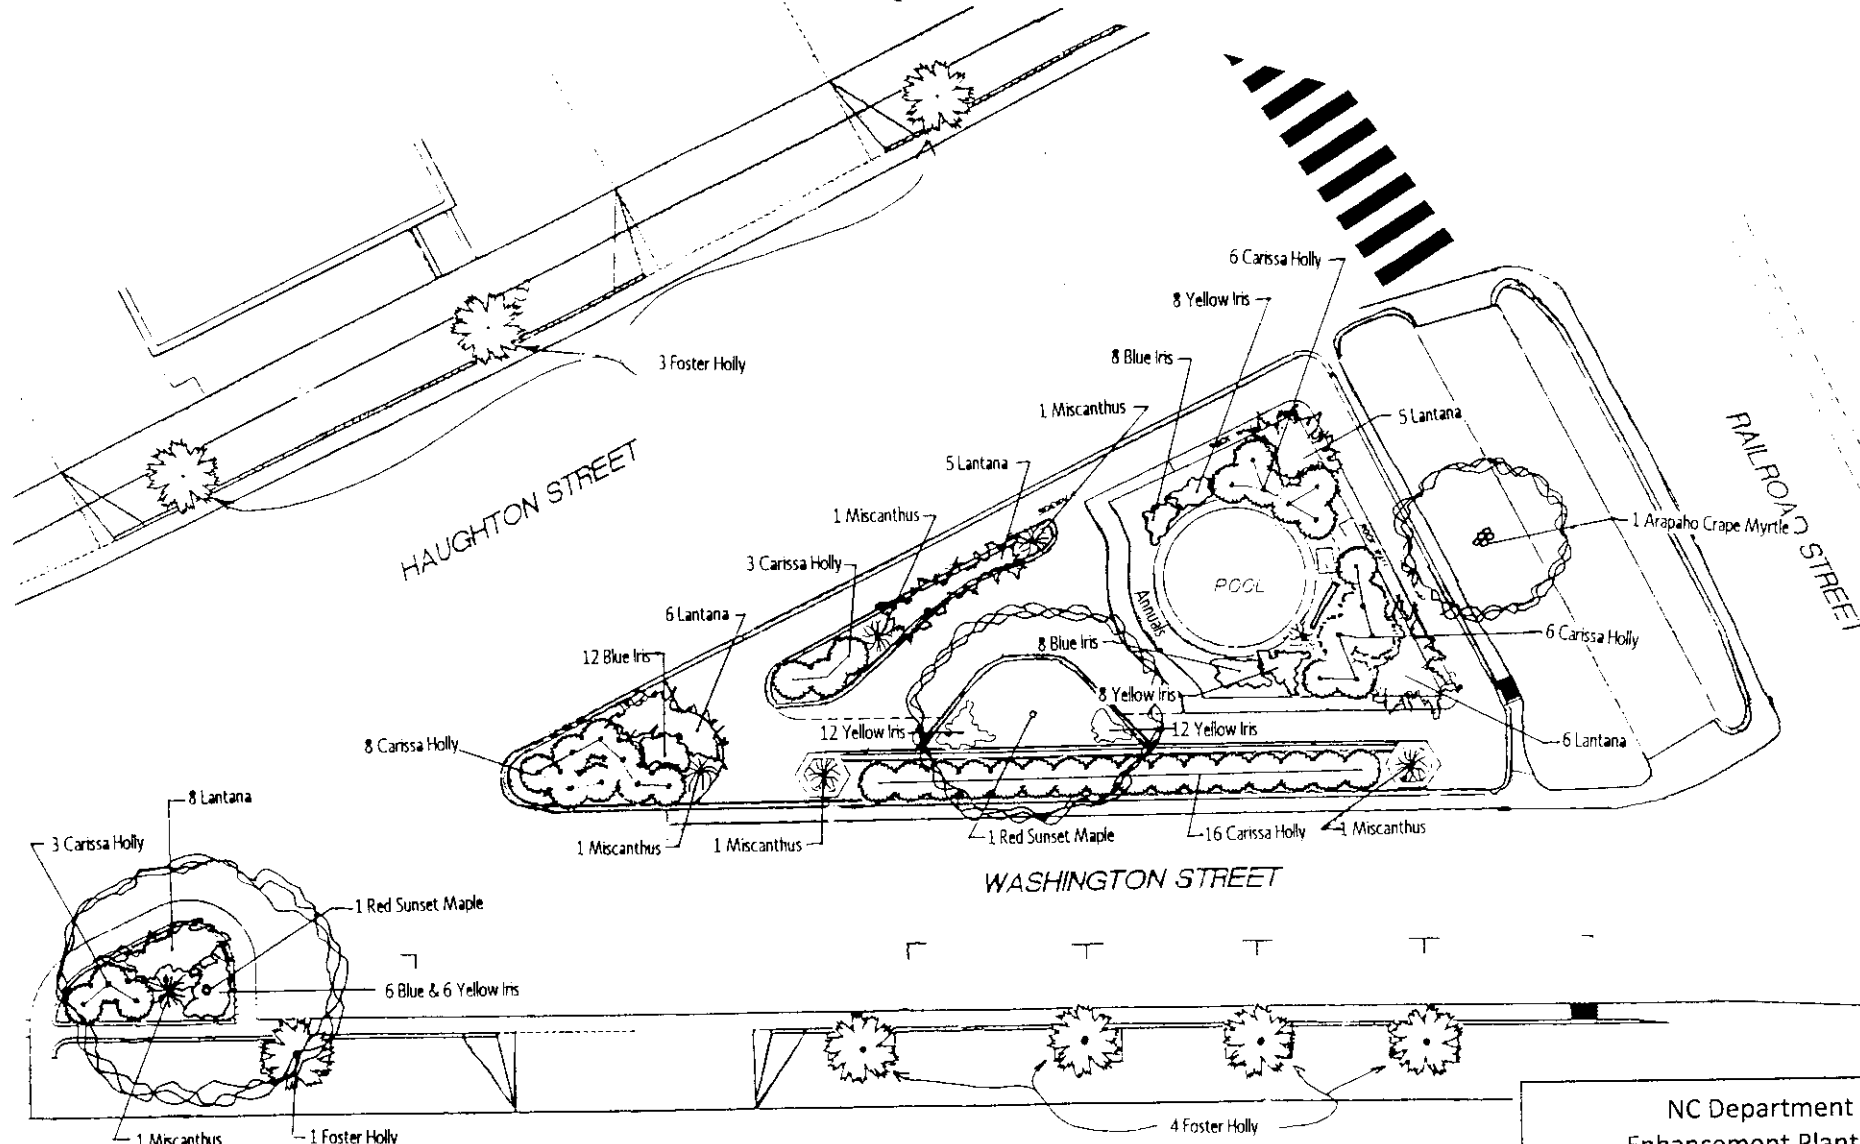 6 Carissa Holly
8 Yellow Iris
8 Blue Iris
3 Foster Holly
1 Miscanthus
5 Lantana
RAILROAD STREET
5 Lantana
HAUGHTON STREET
1 Miscanthus
1 Arapaho Crape Myrtle
3 Carissa Holly
POOL
Annuals
6 Lantana
12 Blue Iris
8 Blue Iris
6 Carissa Holly
8 Yellow Iris
12 Yellow Iris
12 Yellow Iris
8 Carissa Holly
6 Lantana
8 Lantana
3 Carissa Holly
1 Miscanthus
1 Miscanthus
1 Red Sunset Maple
16 Carissa Holly
1 Miscanthus
WASHINGTON STREET
1 Red Sunset Maple
6 Blue & 6 Yellow Iris
1 Miscanthus
1 Foster Holly
4 Foster Holly
NC Department
Enhancement Plant